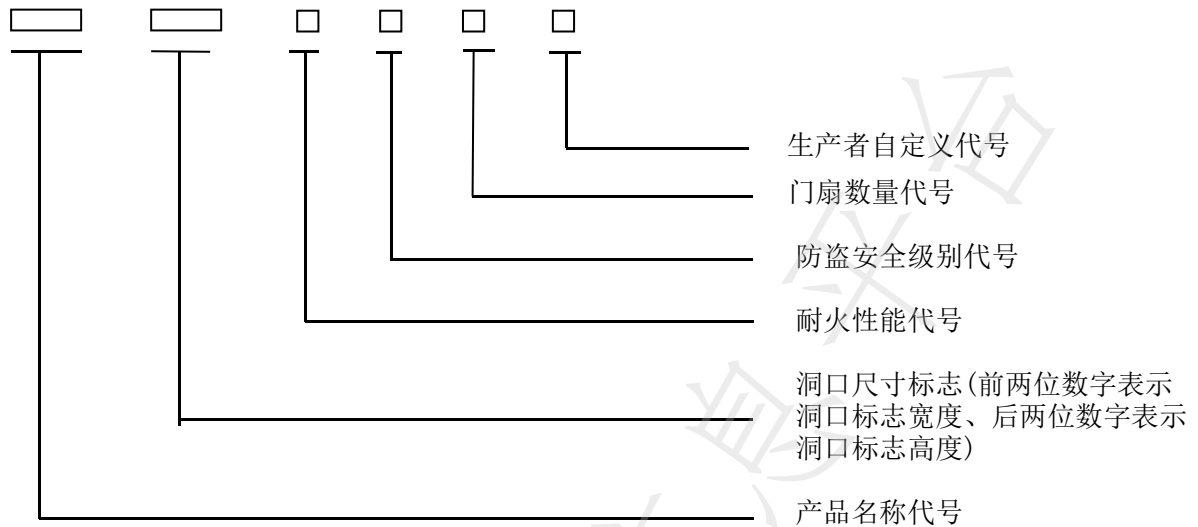 生产者自定义代号
门扇数量代号
防盗安全级别代号
耐火性能代号
洞口尺寸标志(前两位数字表示
洞口标志宽度、后两位数字表示
洞口标志高度)
产品名称代号